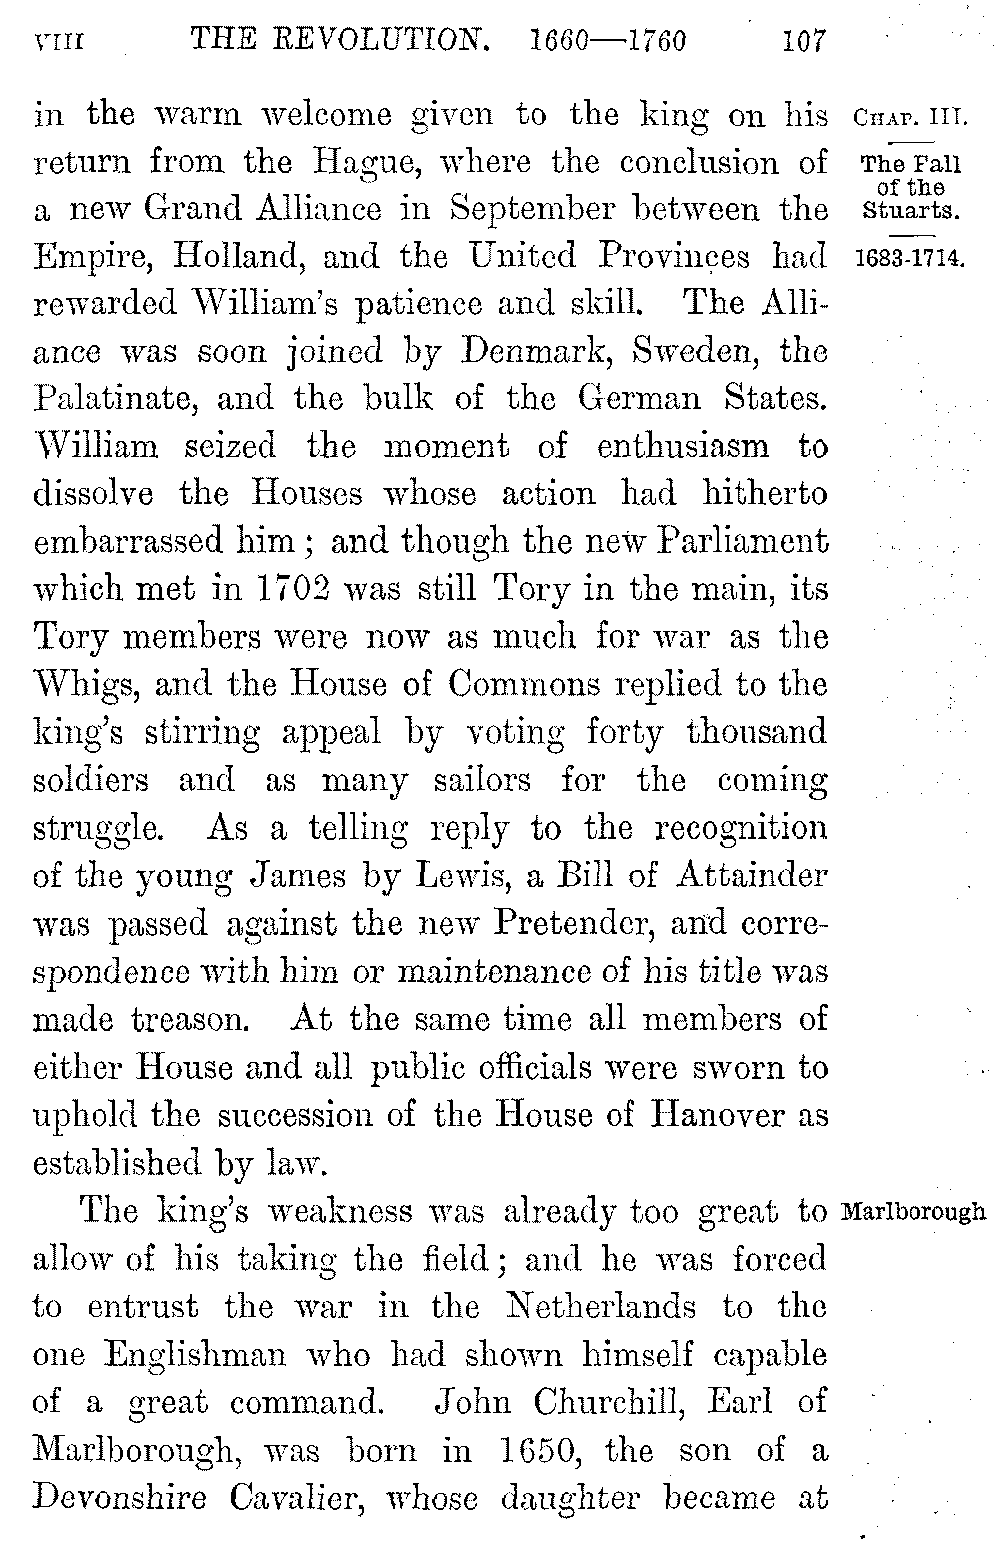 VIII THE REVOLUTION. 1660—1760 107
in the warm welcome given to the king on his
return from the Hague, where the conclusion of
a new Grand Alliance in September between the
Empire, Holland, and the United Provinces had
rewarded William's patience and skill. The Alli-
ance was soon joined by Denmark, Sweden, the
Palatinate, and the bulk of the German States.
William seized the moment of enthusiasm to
dissolve the Houses whose action had hitherto
embarrassed him; and though the new Parliament
which met in 1702 was still Tory in the main, its
Tory members were now as much for war as the
Whigs, and the House of Commons replied to the
king's stirring appeal by voting forty thousand
soldiers and as many sailors for the coming
struggle. As a telling reply to the recognition
of the young James by Lewis, a Bill of Attainder
was passed against the new Pretender, and corre-
spondence with him or maintenance of his title was
made treason. At the same time all members of
either House and all public officials were sworn to
uphold the succession of the House of Hanover as
established by law.
The king's weakness was already too great to
allow of his taking the field; and he was forced
to entrust the war in the Netherlands to the
one Englishman who had shown himself capable
of a great command. John Churchill, Earl of
Marlborough, was born in 1650, the son of a
Devonshire Cavalier, whose daughter became at
CHAP. III.
The Fall
of the
Stuarts.
1683-1714.
Marlborough